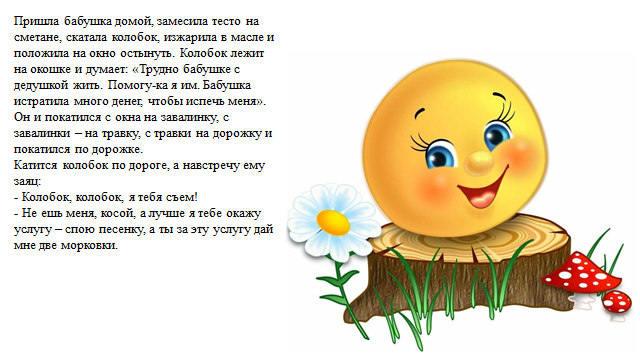 Пришла бабушка домой, замесила тесто на
сметане, скатала колобок, изжарила в масле и
положила на окно остынуть. Колобок лежит
на окошке и думает: «Трудно бабушке с
дедушкой жить. Помогу-ка я им. Бабушка
истратила много денег, чтобы испечь меня».
Он и покатился с окна на завалинку, с
завалинки – на травку, с травки на дорожку и
покатился по дорожке.
Катится колобок по дороге, а навстречу ему
заяц:
- Колобок, колобок, я тебя съем!
- Не ешь меня, косой, а лучше я тебе окажу
услугу – спою песенку, а ты за эту услугу дай
мне две морковки.